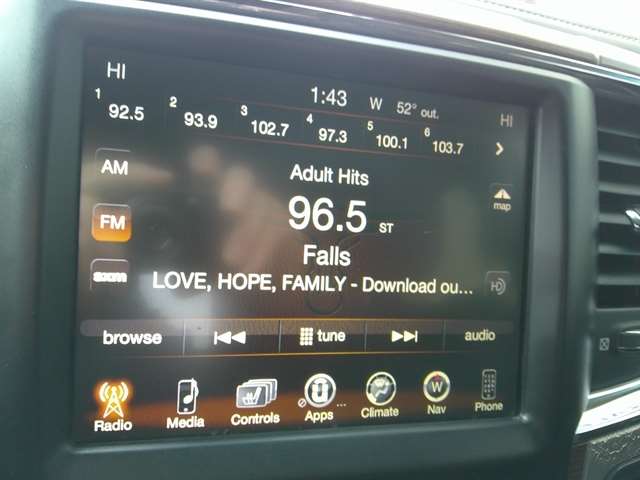 HI 1:43 W 52° out. HI
1 92.5 2 93.9 3 102.7 4 97.3 5 100.1 6 103.7
AM
Adult Hits
map
FM
96.5 ST
Falls
sxm
LOVE, HOPE, FAMILY - Download ou...
HD
browse tune audio
Radio Media Controls Apps ... Climate Nav Phone
W